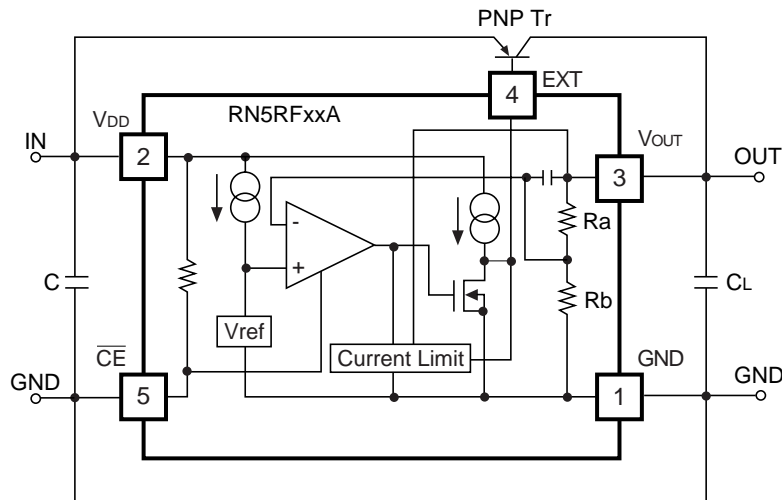 PNP Tr
EXT
4
RN5RFxxA
VDD
VOUT
IN
2
3
OUT
-
+
Ra
Rb
C
CL
Vref
Current Limit
CE
GND
GND
GND
5
1